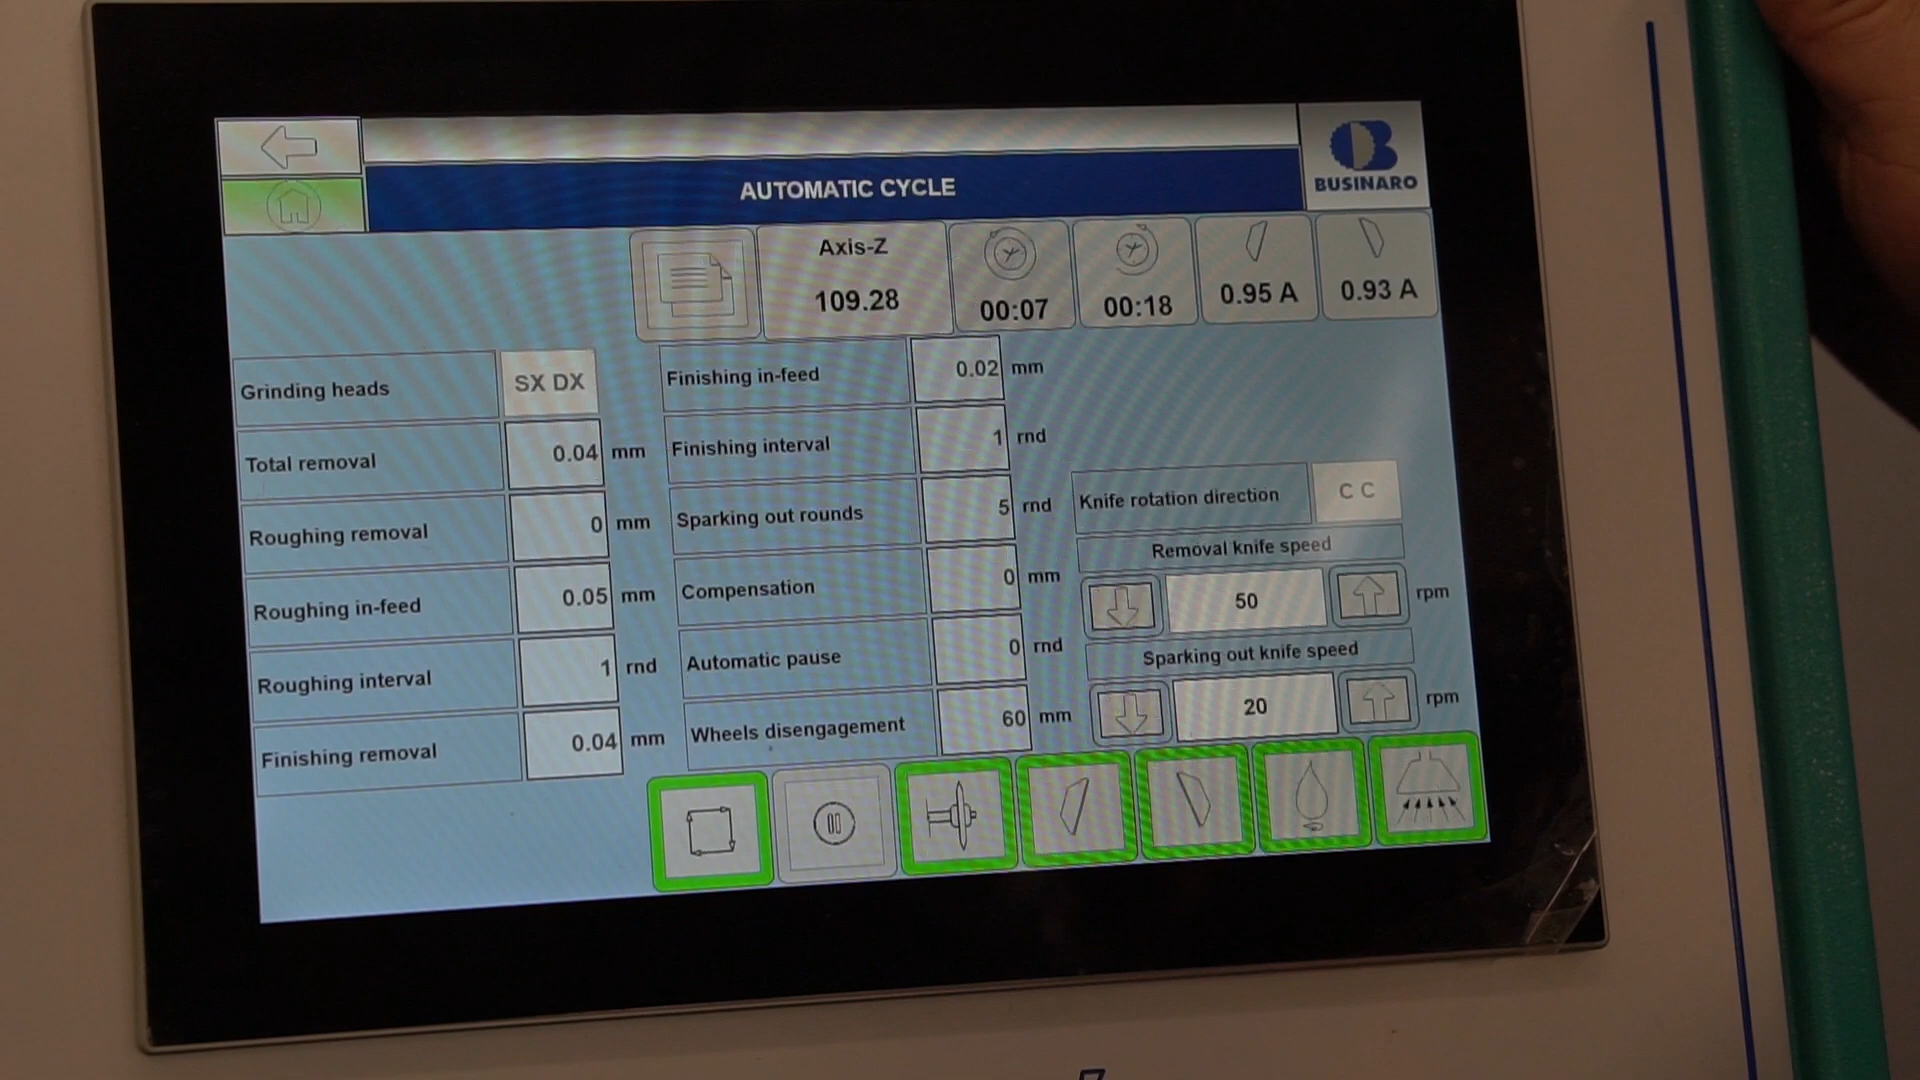 AUTOMATIC CYCLE
BUSINARO
Axis-Z
109.28
00:07
00:18
0.95 A
0.93 A
Grinding heads SX DX
Total removal 0.04 mm
Roughing removal 0 mm
Roughing in-feed 0.05 mm
Roughing interval 1 rnd
Finishing removal 0.04 mm
Finishing in-feed 0.02 mm
Finishing interval 1 rnd
Sparking out rounds 5 rnd
Compensation 0 mm
Automatic pause 0 rnd
Wheels disengagement 60 mm
Knife rotation direction C C
Removal knife speed
50 rpm
Sparking out knife speed
20 rpm